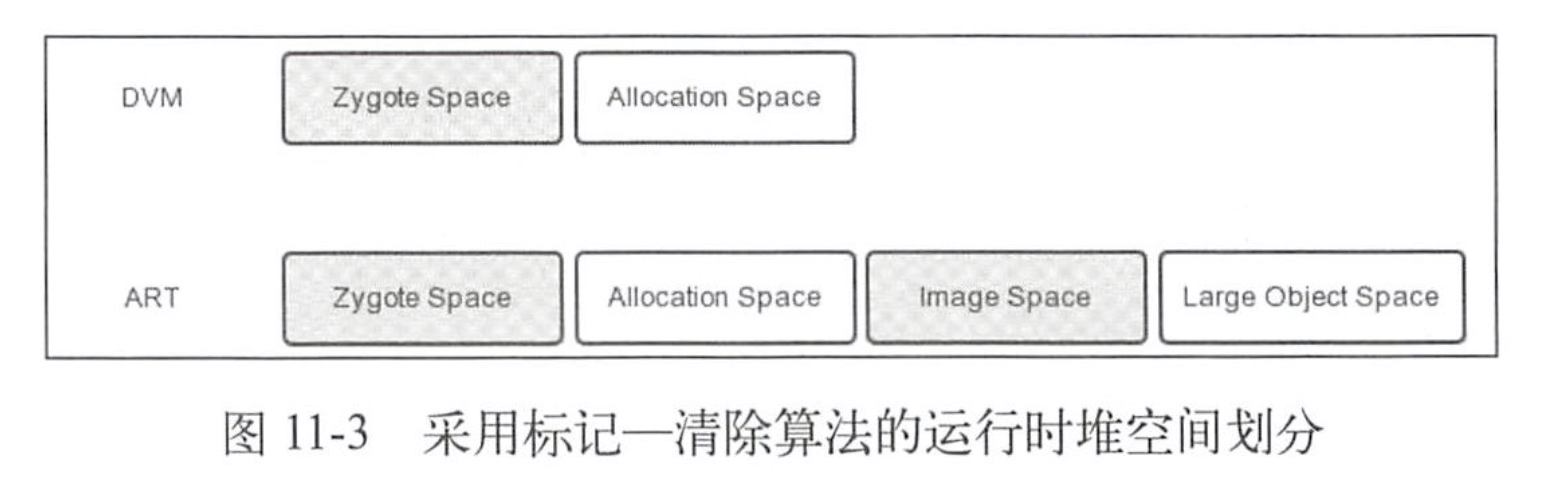 DVM Zygote Space Allocation Space
ART Zygote Space Allocation Space Image Space Large Object Space
图 11-3 采用标记—清除算法的运行时堆空间划分